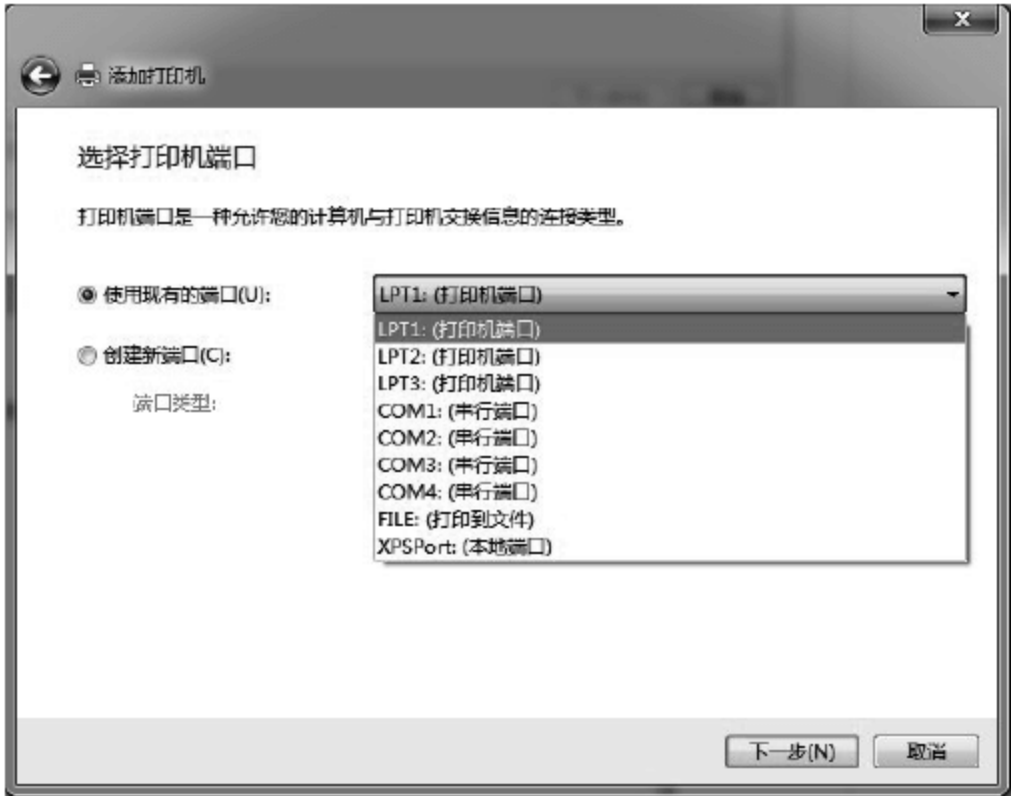 添加打印机
选择打印机端口
打印机端口是一种允许您的计算机与打印机交换信息的连接类型。
使用现有的端口(U):
LPT1: (打印机端口)
LPT1: (打印机端口)
LPT2: (打印机端口)
LPT3: (打印机端口)
COM1: (串行端口)
COM2: (串行端口)
COM3: (串行端口)
COM4: (串行端口)
FILE: (打印到文件)
XPSPort: (本地端口)
创建新端口(C):
端口类型:
下一步(N)
取消